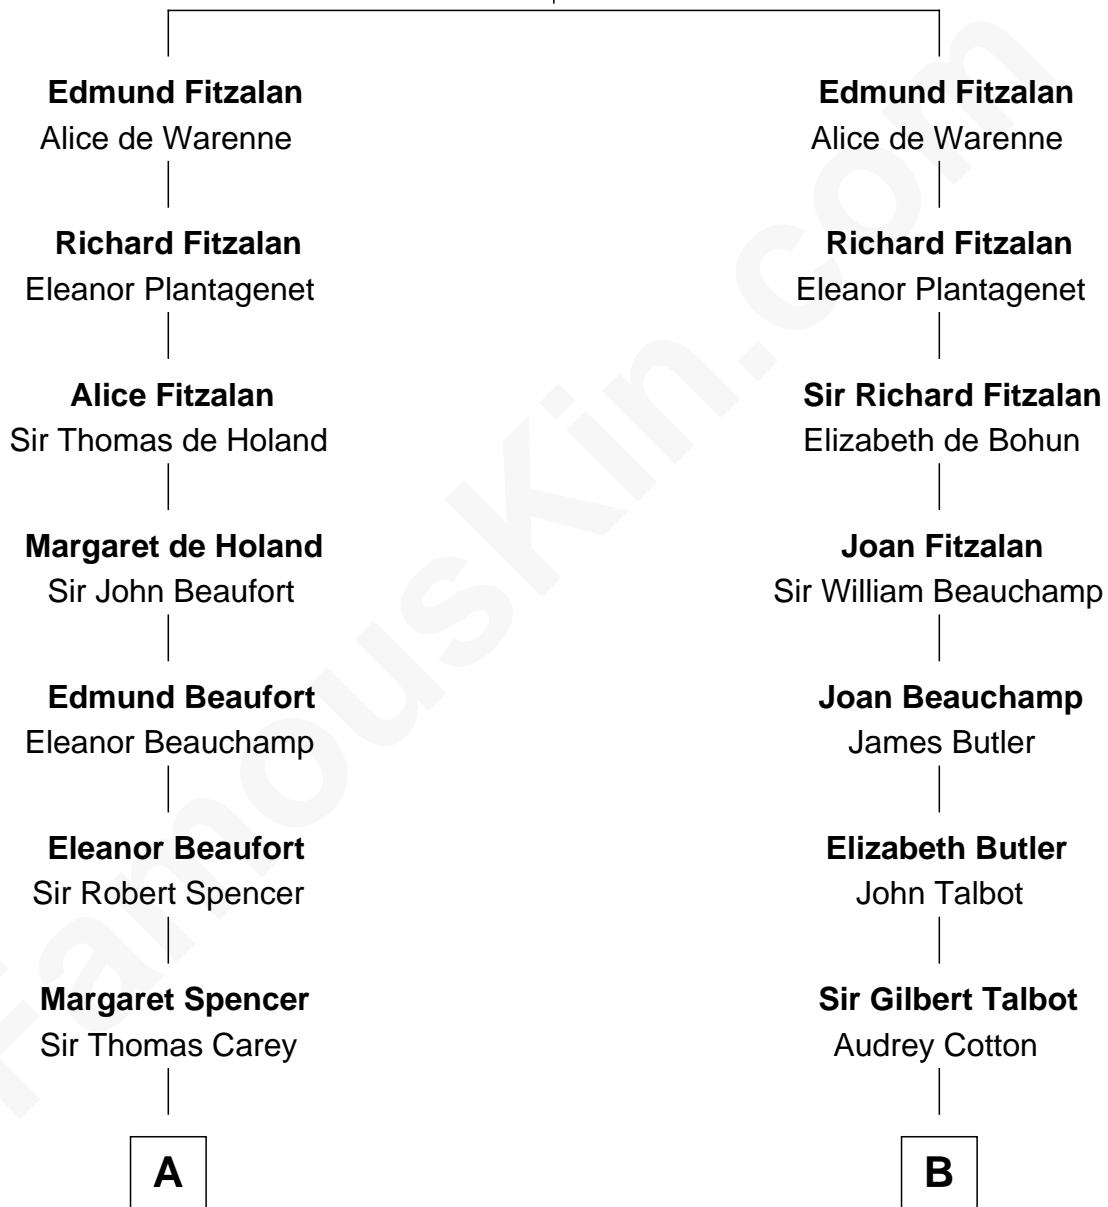 Edmund Fitzalan
Alice de Warenne
Richard Fitzalan
Eleanor Plantagenet
Alice Fitzalan
Sir Thomas de Holand
Margaret de Holand
Sir John Beaufort
Edmund Beaufort
Eleanor Beauchamp
Eleanor Beaufort
Sir Robert Spencer
Margaret Spencer
Sir Thomas Carey
A
Edmund Fitzalan
Alice de Warenne
Richard Fitzalan
Eleanor Plantagenet
Sir Richard Fitzalan
Elizabeth de Bohun
Joan Fitzalan
Sir William Beauchamp
Joan Beauchamp
James Butler
Elizabeth Butler
John Talbot
Sir Gilbert Talbot
Audrey Cotton
B
FamousKin.com